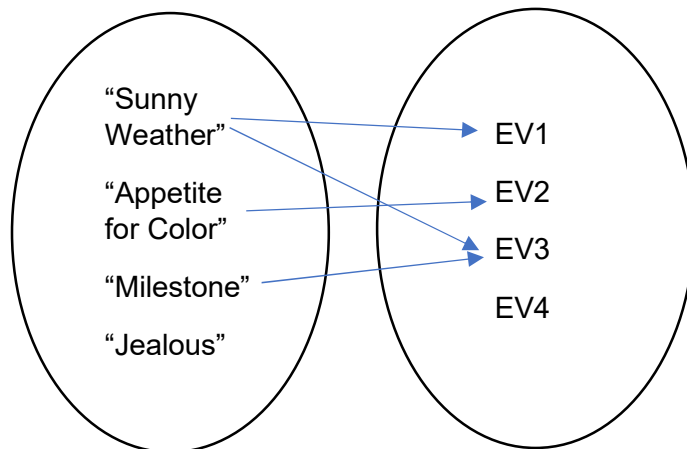 “Sunny
Weather”
“Appetite
for Color”
“Milestone”
“Jealous”
EV1
EV2
EV3
EV4